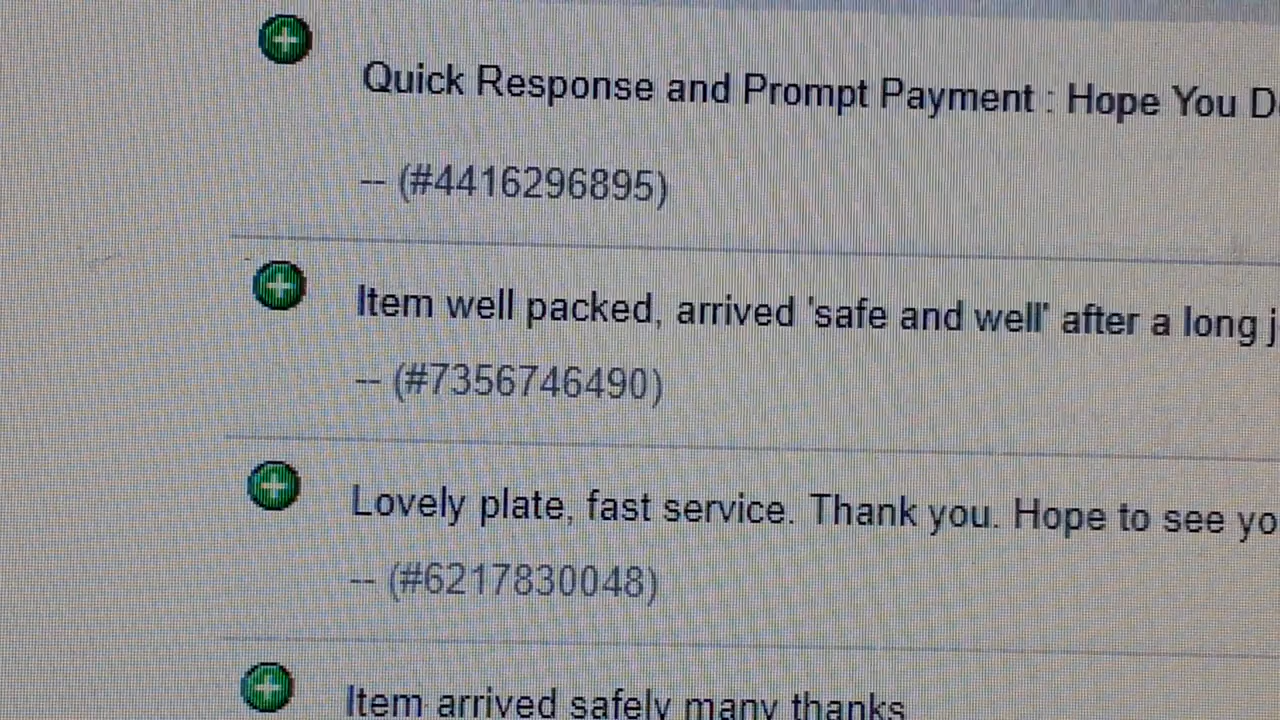 Quick Response and Prompt Payment : Hope You D
-- (#4416296895)
Item well packed, arrived 'safe and well' after a long j
-- (#7356746490)
Lovely plate, fast service. Thank you. Hope to see yo
-- (#6217830048)
Item arrived safely many thanks